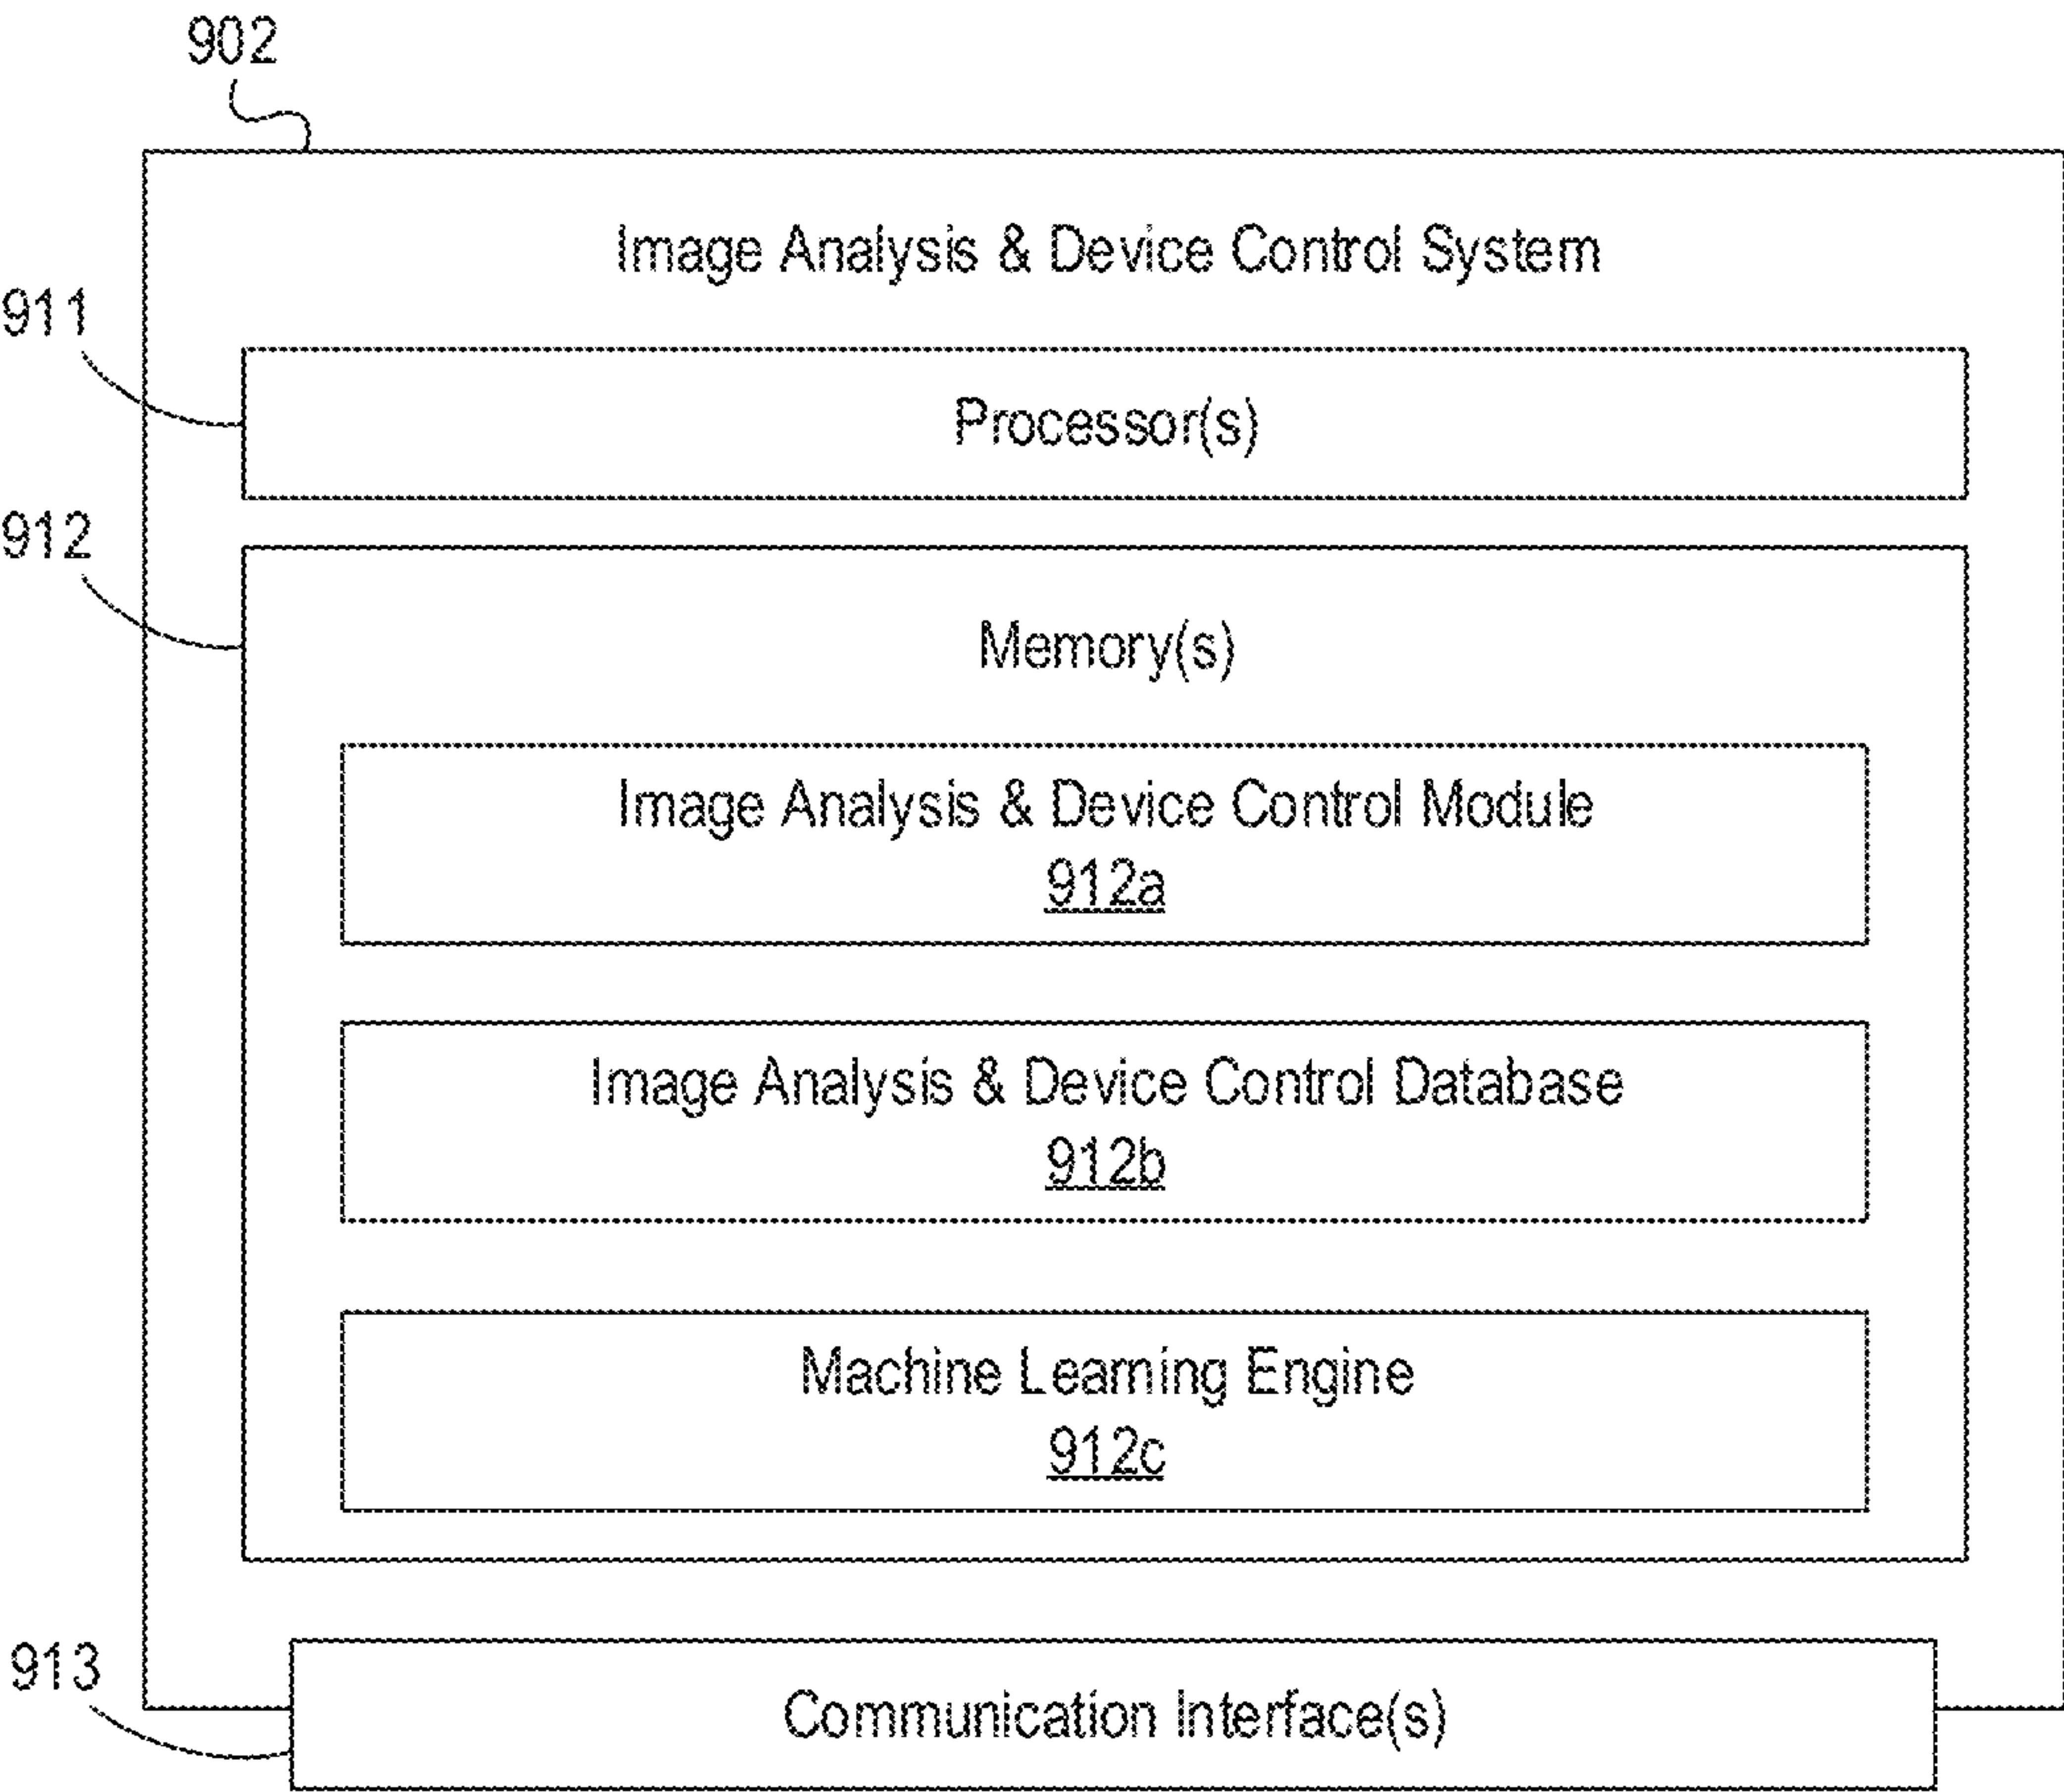 902
Image Analysis & Device Control System
911
Processor(s)
912
Memory(s)
Image Analysis & Device Control Module
912a
Image Analysis & Device Control Database
912b
Machine Learning Engine
912c
913
Communication Interface(s)